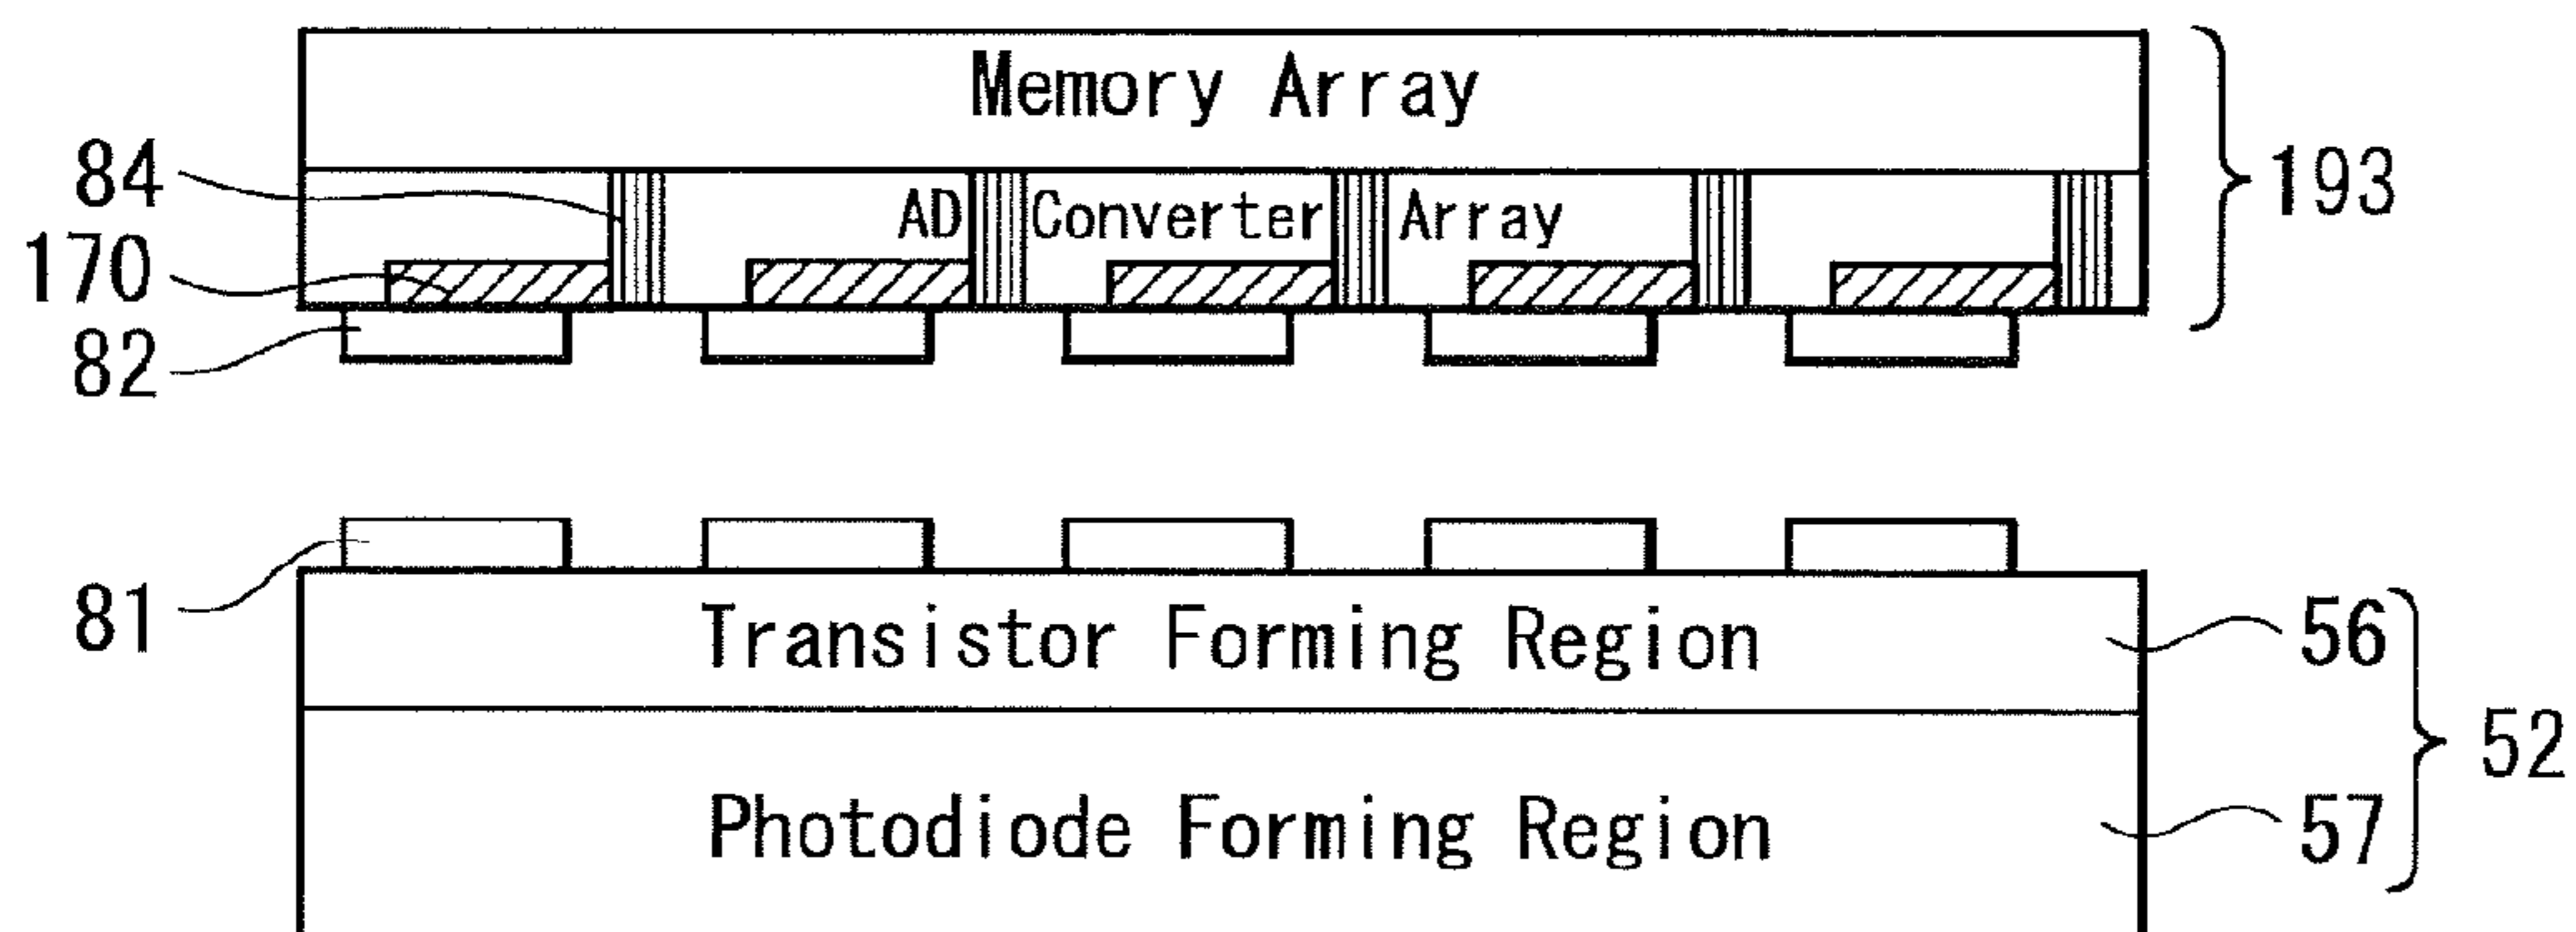 Memory Array
84
AD Converter Array
193
170
82
81
Transistor Forming Region
56
52
Photodiode Forming Region
57